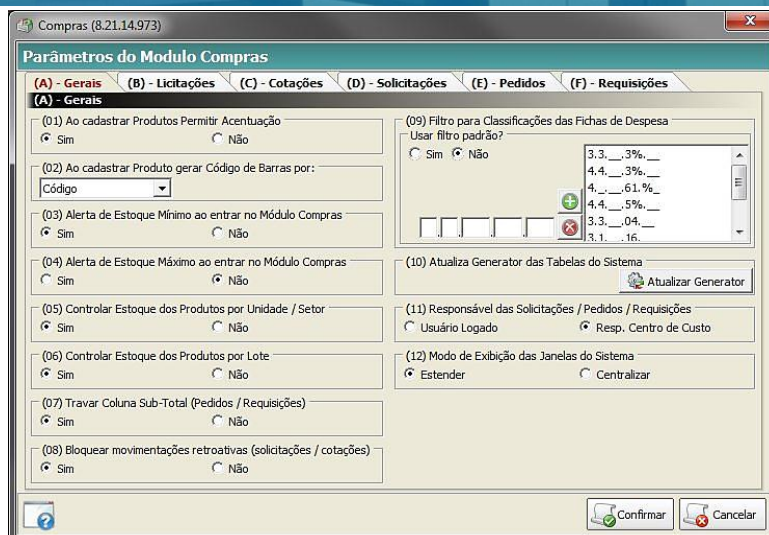 Compras (8.21.14.973)
Parâmetros do Modulo Compras
(A) - Gerais (B) - Licitações (C) - Cotações (D) - Solicitações (E) - Pedidos (F) - Requisições
(A) - Gerais
(01) Ao cadastrar Produtos Permitir Acentuação
Sim Não
(02) Ao cadastrar Produto gerar Código de Barras por:
Código
(03) Alerta de Estoque Mínimo ao entrar no Módulo Compras
Sim Não
(04) Alerta de Estoque Máximo ao entrar no Módulo Compras
Sim Não
(05) Controlar Estoque dos Produtos por Unidade / Setor
Sim Não
(06) Controlar Estoque dos Produtos por Lote
Sim Não
(07) Travar Coluna Sub-Total (Pedidos / Requisições)
Sim Não
(08) Bloquear movimentações retroativas (solicitações / cotações)
Sim Não
(09) Filtro para Classificações das Fichas de Despesa
Usar filtro padrão?
Sim Não
3.3.__.3%.__
4.4.__.3%.__
4._.__.61.%_
4.4.__.5%.__
3.3.__.04.__
3.1.__.16.__
(10) Atualiza Generator das Tabelas do Sistema
Atualizar Generator
(11) Responsável das Solicitações / Pedidos / Requisições
Usuário Logado Resp. Centro de Custo
(12) Modo de Exibição das Janelas do Sistema
Estender Centralizar
Confirmar Cancelar